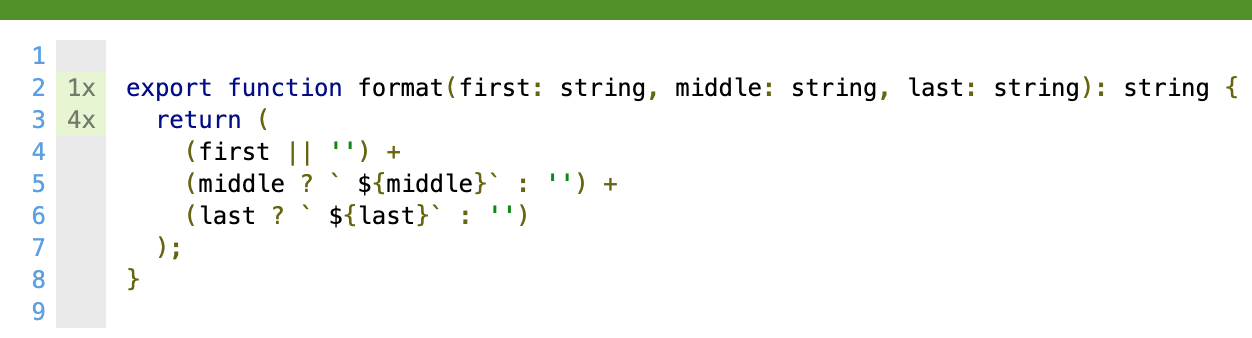 1
2 1x export function format(first: string, middle: string, last: string): string {
3 4x   return (
4     (first || '') +
5     (middle ? ` ${middle}` : '') +
6     (last ? ` ${last}` : '')
7   );
8 }
9